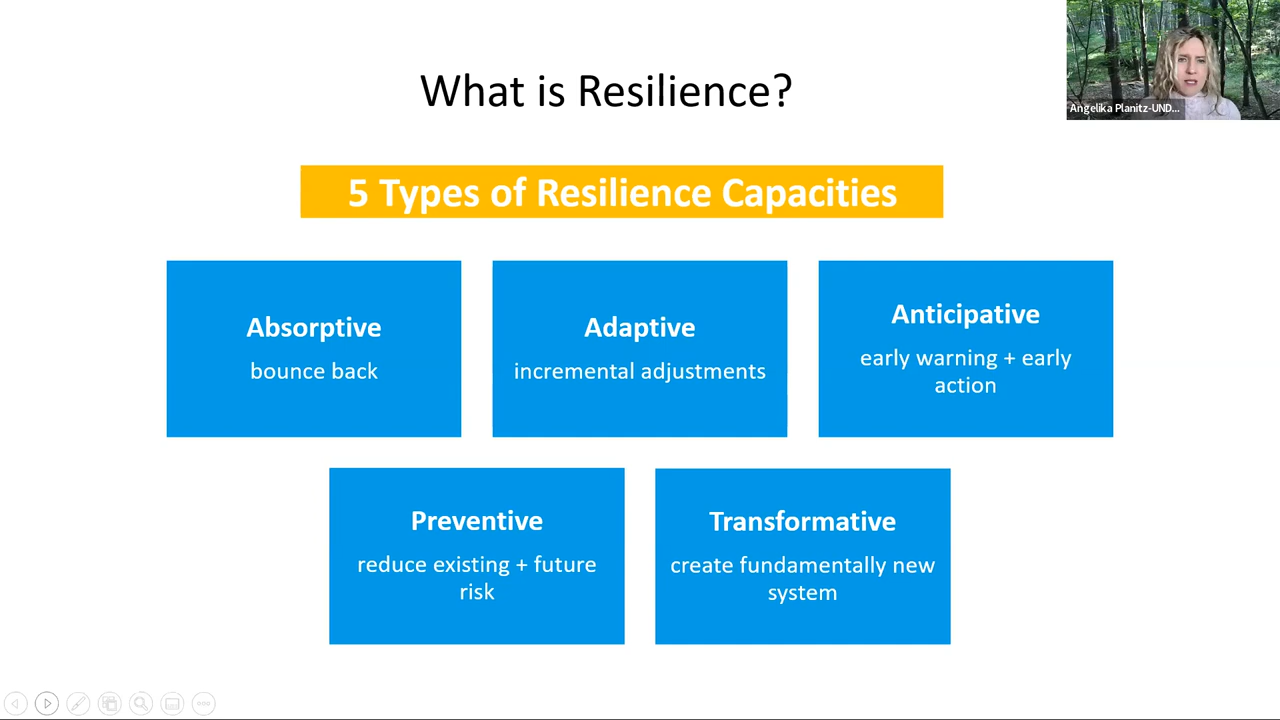 What is Resilience?
Angelika Planitz-UND...
5 Types of Resilience Capacities
Absorptive
bounce back
Adaptive
incremental adjustments
Anticipative
early warning + early
action
Preventive
reduce existing + future
risk
Transformative
create fundamentally new
system